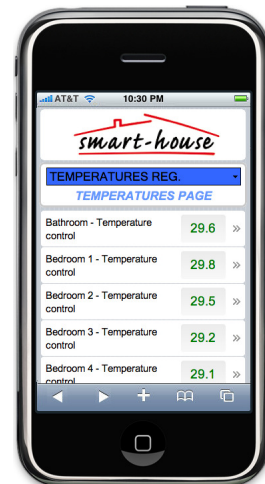 AT&T 10:30 PM
smart-house
TEMPERATURES REG.
TEMPERATURES PAGE
Bathroom - Temperature
control
29.6 »
Bedroom 1 - Temperature
control
29.8 »
Bedroom 2 - Temperature
control
29.5 »
Bedroom 3 - Temperature
control
29.2 »
Bedroom 4 - Temperature
control
29.1 »